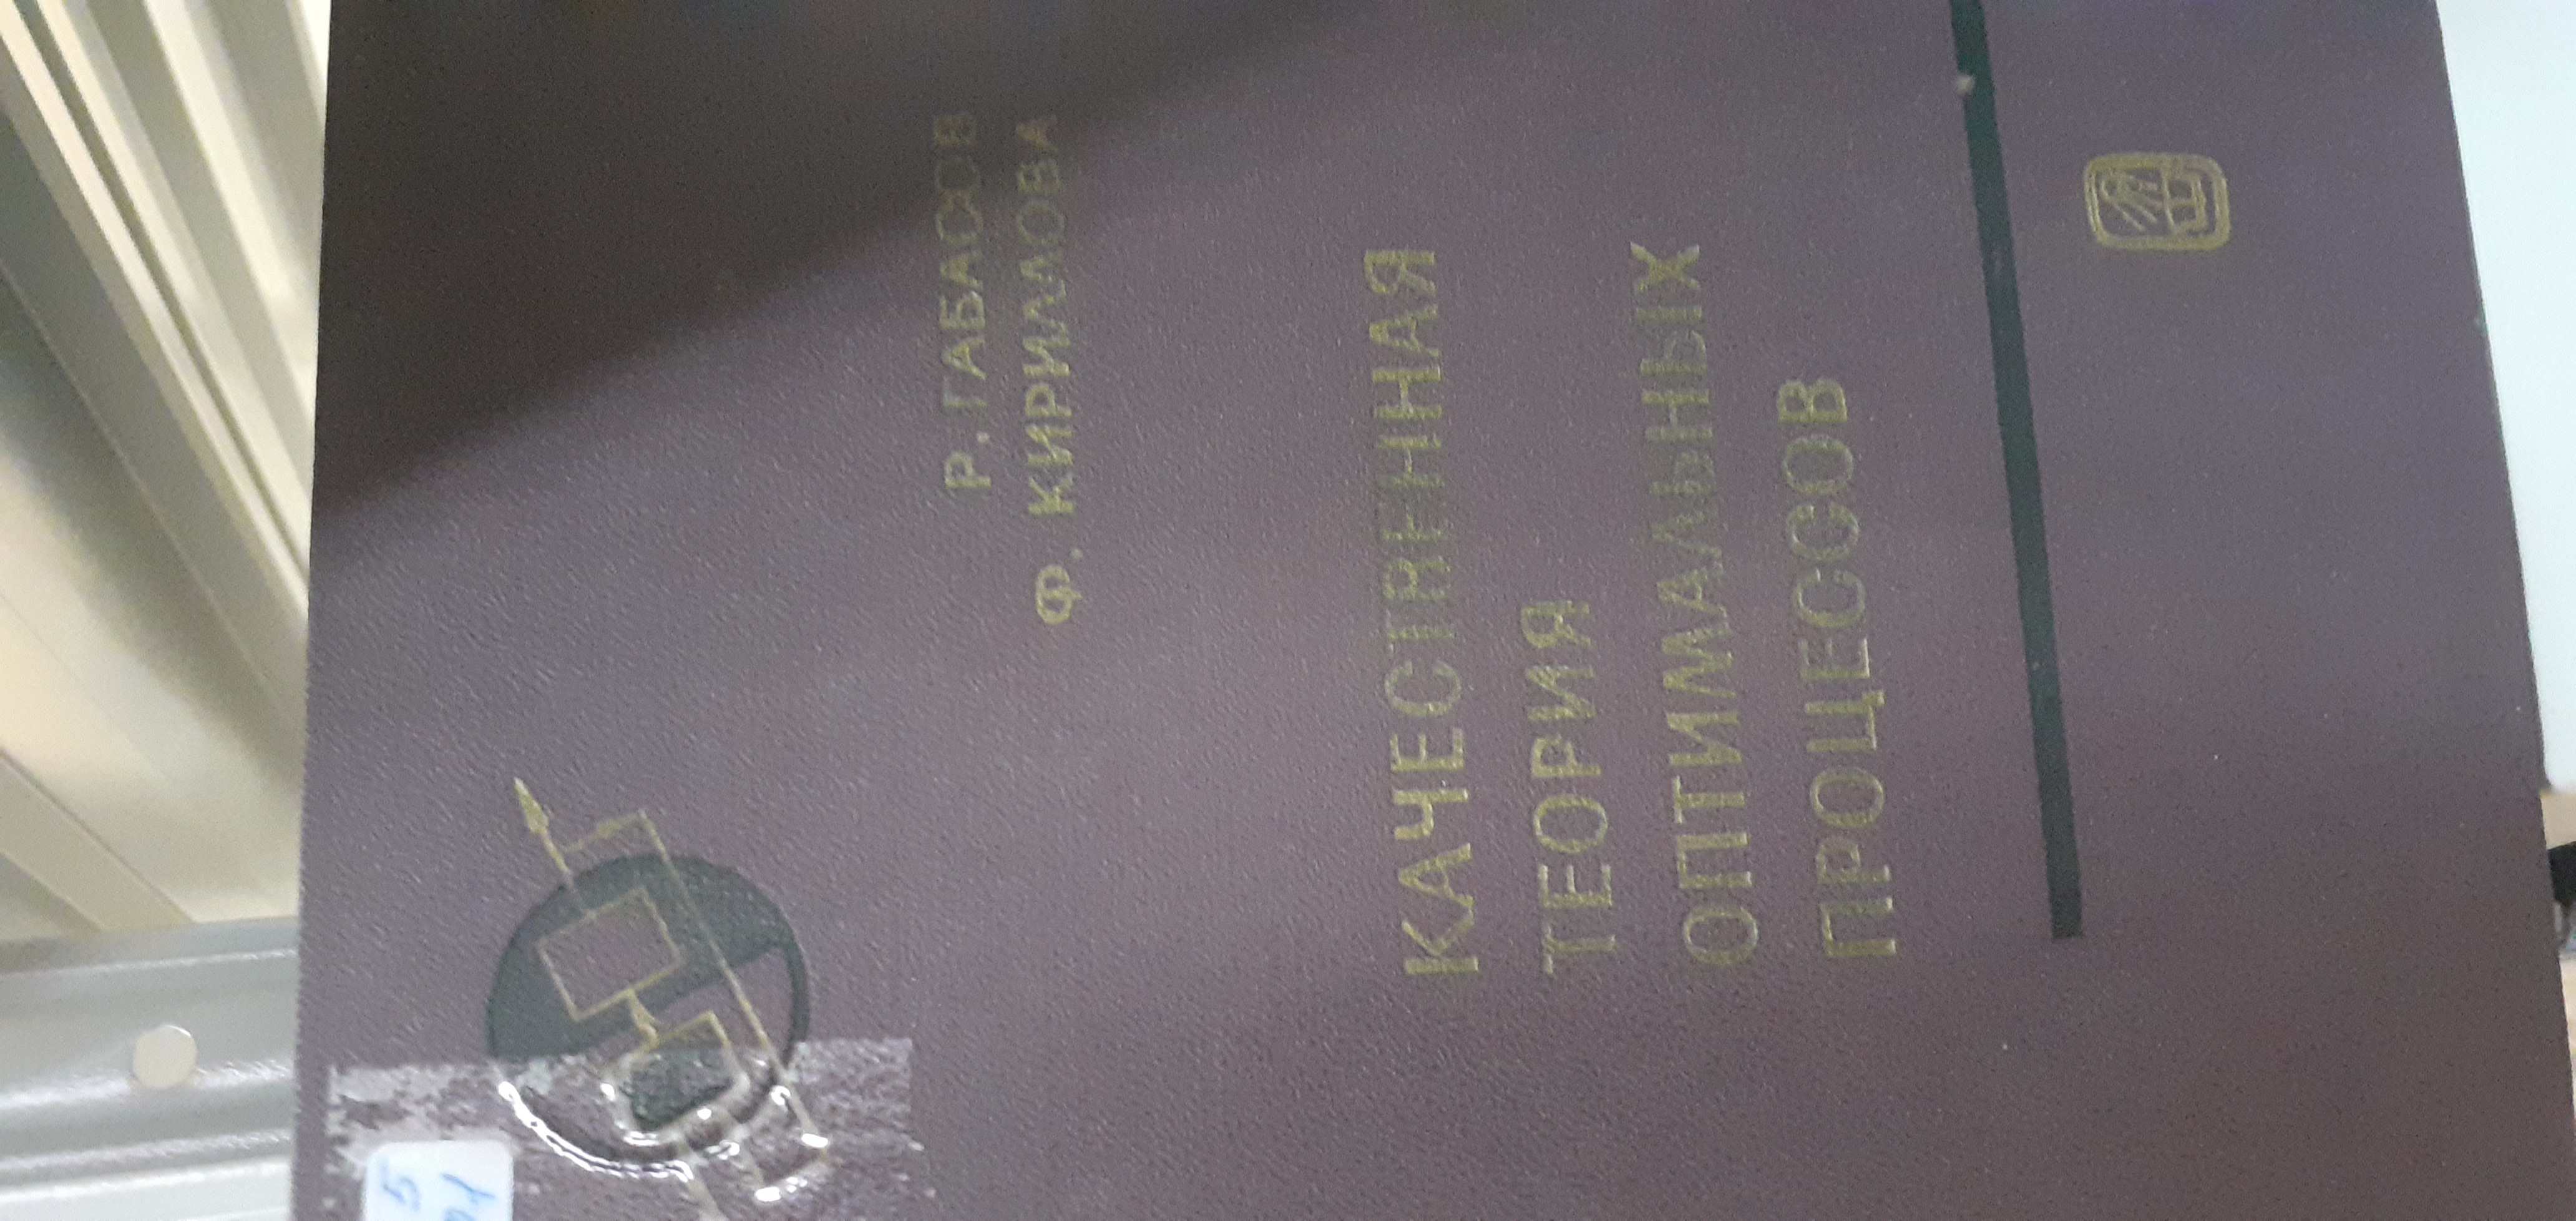 Р. ГАБАСОВ
Ф. КИРИЛЛОВА
КАЧЕСТВЕННАЯ
ТЕОРИЯ
ОПТИМАЛЬНЫХ
ПРОЦЕССОВ